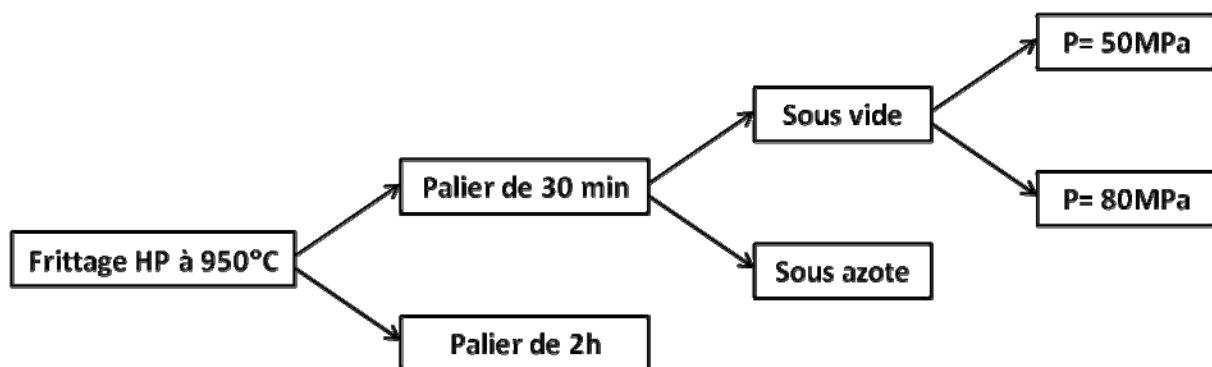 P= 50MPa
Sous vide
Palier de 30 min
P= 80MPa
Frittage HP à 950°C
Sous azote
Palier de 2h